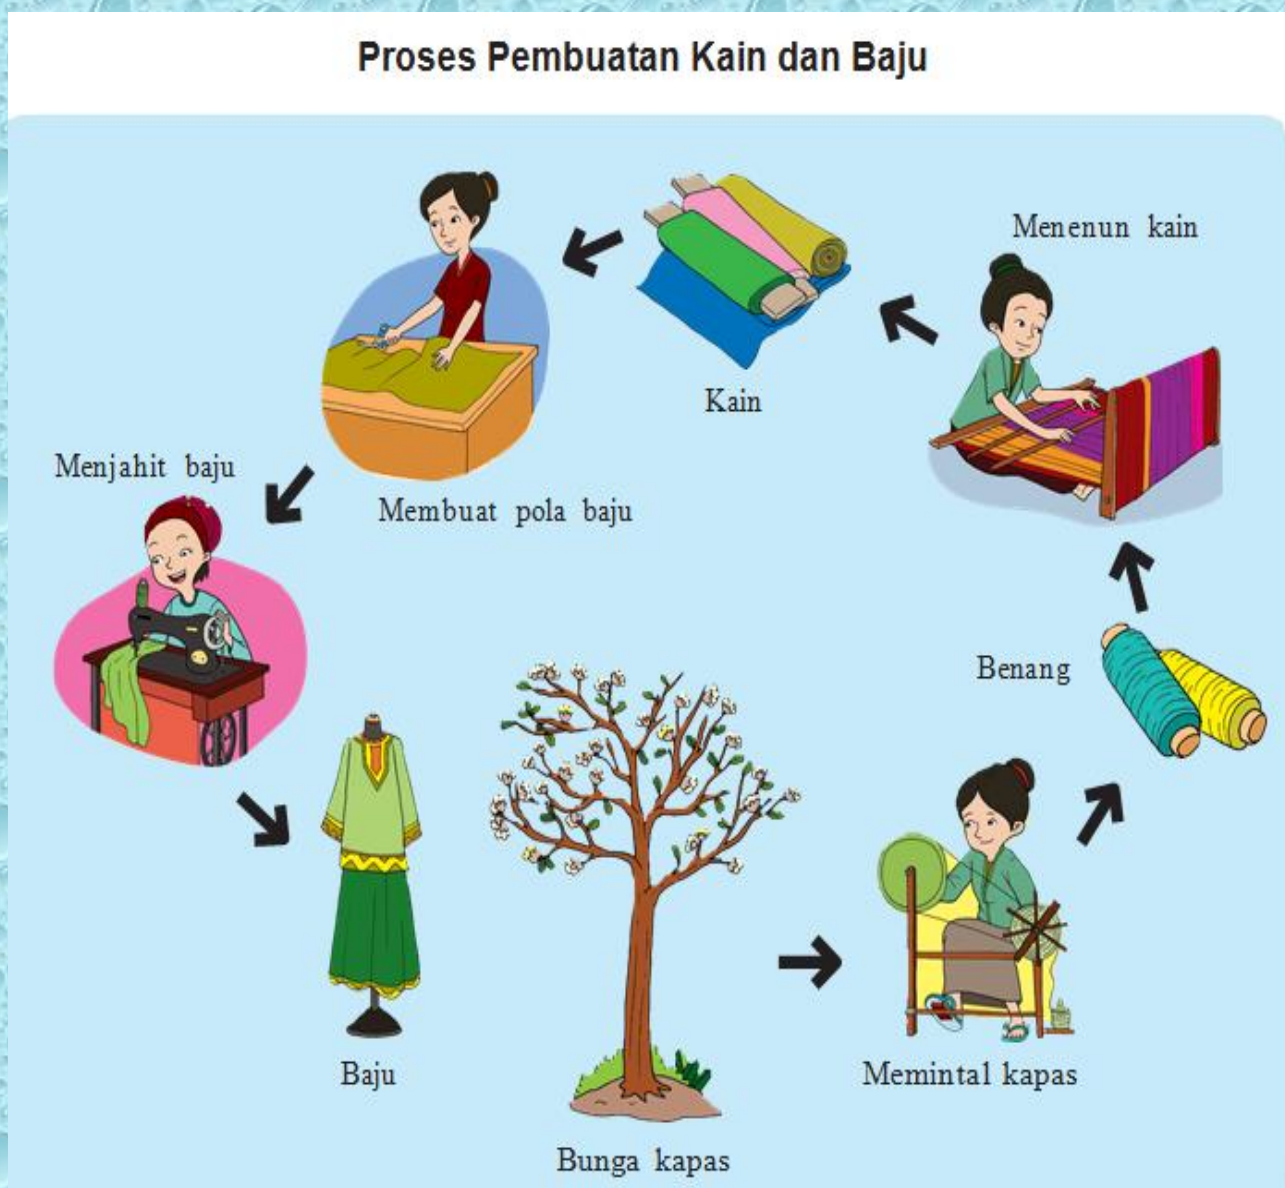 Proses Pembuatan Kain dan Baju
Menenun kain
Kain
Menjahit baju
Membuat pola baju
Benang
Baju
Memintal kapas
Bunga kapas